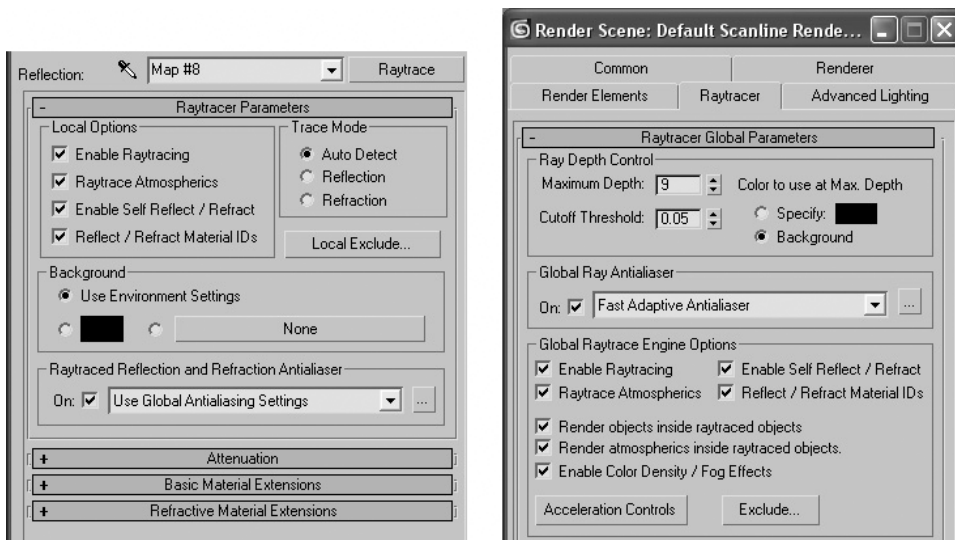 Reflection: Map #8 Raytrace
- Raytracer Parameters
Local Options
Enable Raytracing
Raytrace Atmospherics
Enable Self Reflect / Refract
Reflect / Refract Material IDs
Trace Mode
Auto Detect
Reflection
Refraction
Local Exclude...
Background
Use Environment Settings
None
Raytraced Reflection and Refraction Antialiaser
On: Use Global Antialiasing Settings ...
+ Attenuation
+ Basic Material Extensions
+ Refractive Material Extensions
Render Scene: Default Scanline Rende...
Common Renderer
Render Elements Raytracer Advanced Lighting
- Raytracer Global Parameters
Ray Depth Control
Maximum Depth: 9 Color to use at Max. Depth
Cutoff Threshold: 0.05 Specify:
Background
Global Ray Antialiaser
On: Fast Adaptive Antialiaser ...
Global Raytrace Engine Options
Enable Raytracing Enable Self Reflect / Refract
Raytrace Atmospherics Reflect / Refract Material IDs
Render objects inside raytraced objects
Render atmospherics inside raytraced objects.
Enable Color Density / Fog Effects
Acceleration Controls Exclude...